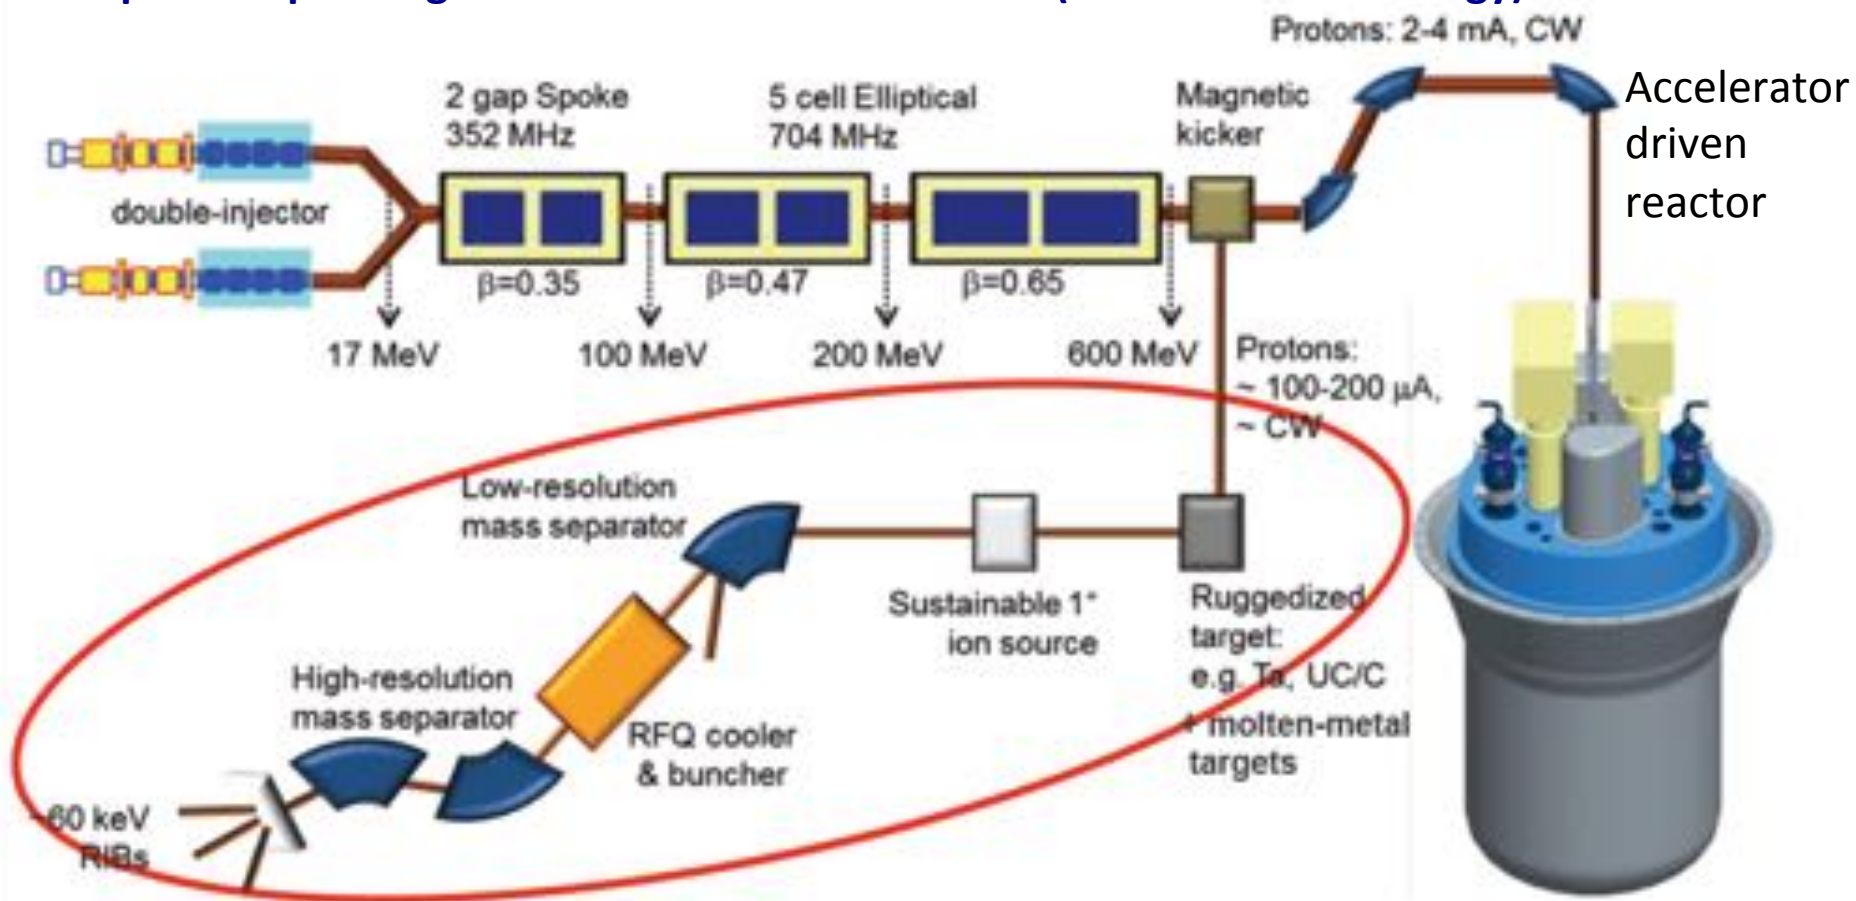 Protons: 2-4 mA, CW
2 gap Spoke
352 MHz
5 cell Elliptical
704 MHz
Magnetic
kicker
Accelerator
driven
reactor
double-injector
β=0.35
β=0.47
β=0.65
17 MeV
100 MeV
200 MeV
600 MeV
Protons:
~ 100-200 μA,
~ CW
Low-resolution
mass separator
Sustainable 1⁺
ion source
Ruggedized
target:
e.g. Ta, UC/C
+ molten-metal
targets
High-resolution
mass separator
RFQ cooler
& buncher
~60 keV
RIBs